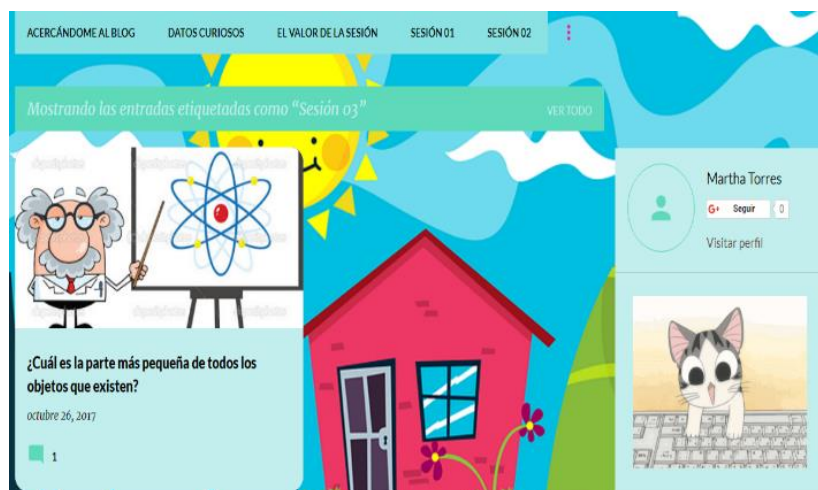 ACERCÁNDOME AL BLOG DATOS CURIOSOS EL VALOR DE LA SESIÓN SESIÓN 01 SESIÓN 02
Mostrando las entradas etiquetadas como “Sesión 03” VER TODO
Martha Torres
G+ Seguir 0
Visitar perfil
¿Cuál es la parte más pequeña de todos los
objetos que existen?
octubre 26, 2017
1